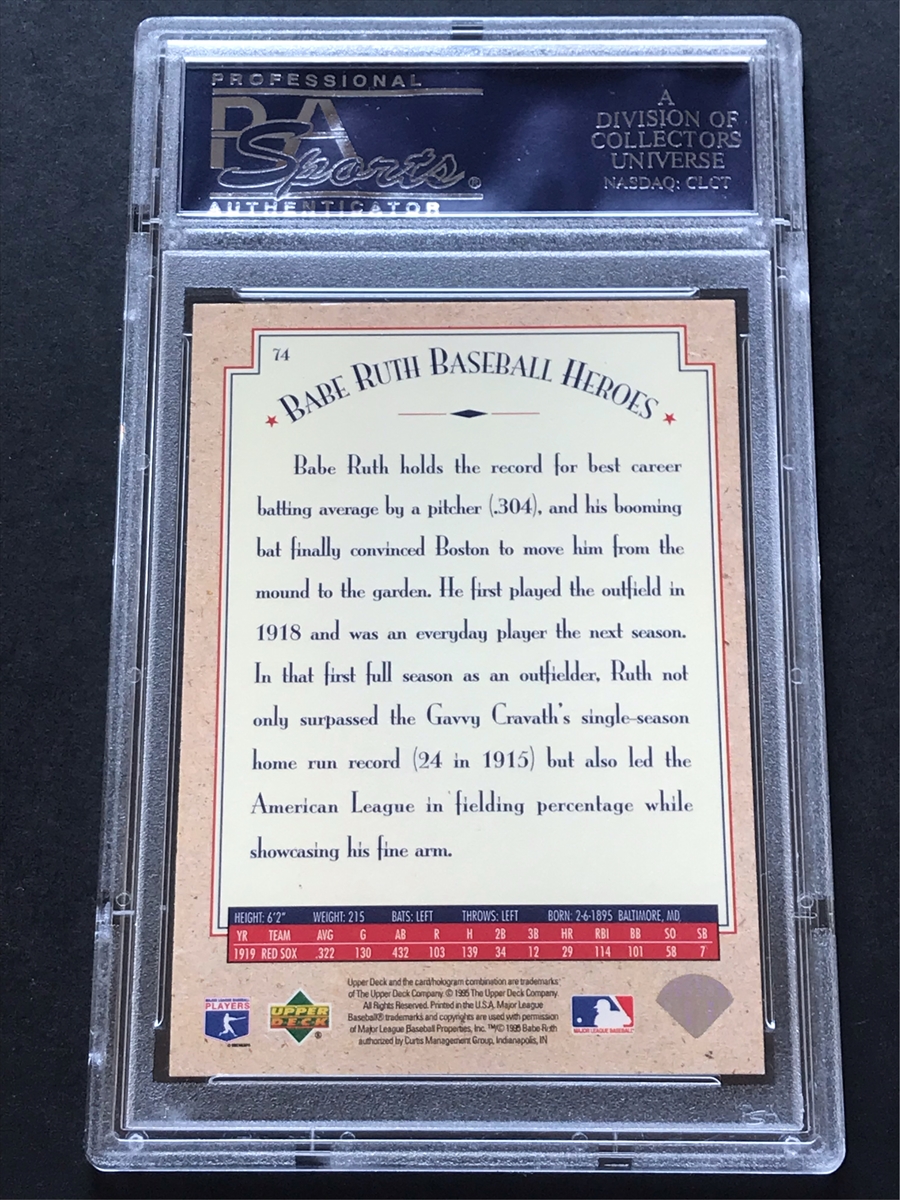 PROFESSIONAL
PSA
Sports®
AUTHENTICATOR
A
DIVISION OF
COLLECTORS
UNIVERSE
NASDAQ: CLCT
74
BABE RUTH BASEBALL HEROES
Babe Ruth holds the record for best career
batting average by a pitcher (.304), and his booming
bat finally convinced Boston to move him from the
mound to the garden. He first played the outfield in
1918 and was an everyday player the next season.
In that first full season as an outfielder, Ruth not
only surpassed the Gavvy Cravath's single-season
home run record (24 in 1915) but also led the
American League in fielding percentage while
showcasing his fine arm.
HEIGHT: 6'2" WEIGHT: 215 BATS: LEFT THROWS: LEFT BORN: 2-6-1895 BALTIMORE, MD
YR TEAM AVG G AB R H 2B 3B HR RBI BB SO SB
1919 RED SOX .322 130 432 103 139 34 12 29 114 101 58 7
Upper Deck and the card/hologram combination are trademarks
of The Upper Deck Company. © 1995 The Upper Deck Company.
All Rights Reserved. Printed in the U.S.A. Major League
Baseball® trademarks and copyrights are used with permission
of Major League Baseball Properties, Inc. ™/© 1995 Babe Ruth
authorized by Curtis Management Group, Indianapolis, IN
MAJOR LEAGUE BASEBALL
PLAYERS
UPPER
DECK®
MAJOR LEAGUE BASEBALL